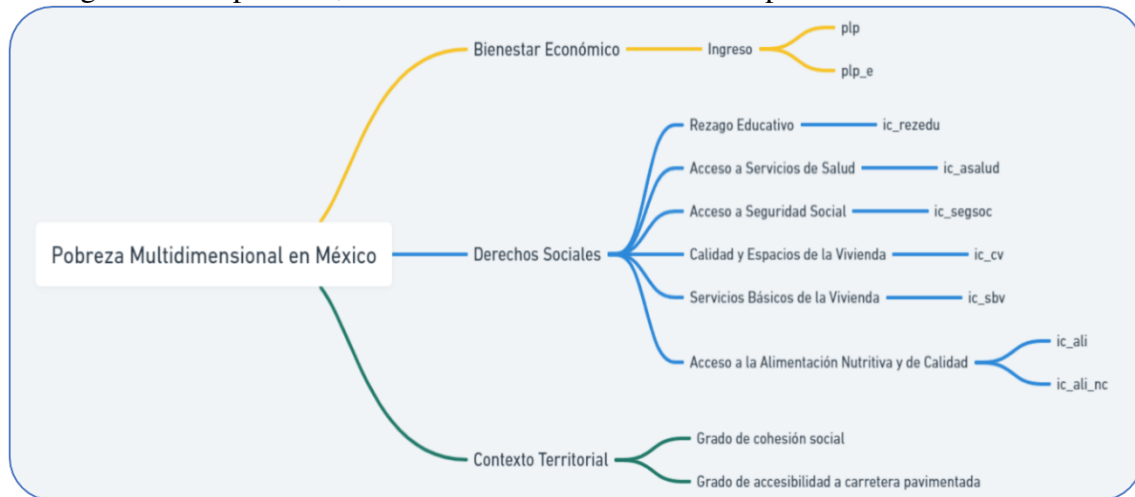 Bienestar Económico
Ingreso
plp
plp_e
Rezago Educativo
ic_rezedu
Acceso a Servicios de Salud
ic_asalud
Acceso a Seguridad Social
ic_segsoc
Pobreza Multidimensional en México
Derechos Sociales
Calidad y Espacios de la Vivienda
ic_cv
Servicios Básicos de la Vivienda
ic_sbv
Acceso a la Alimentación Nutritiva y de Calidad
ic_ali
ic_ali_nc
Contexto Territorial
Grado de cohesión social
Grado de accesibilidad a carretera pavimentada